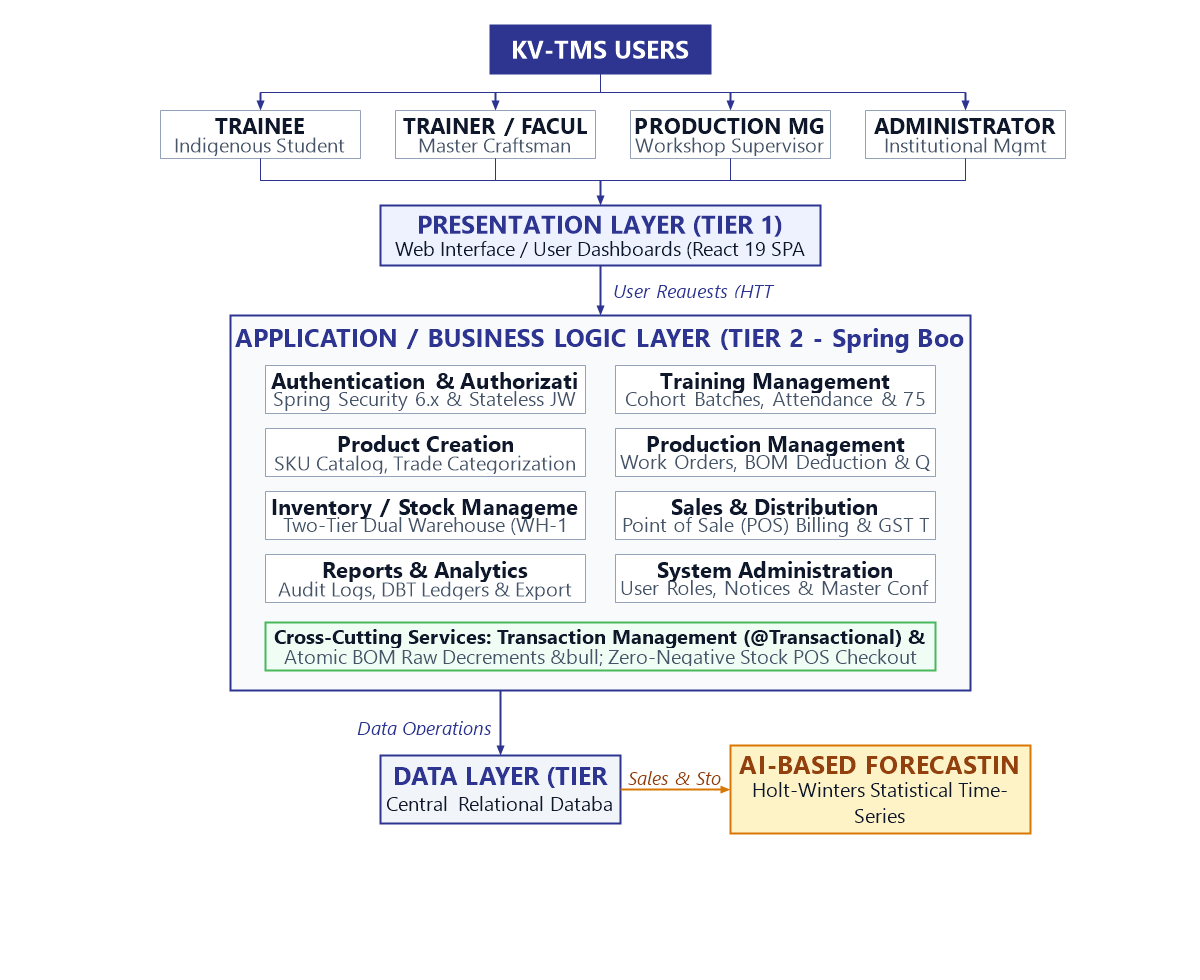 KV-TMS USERS
TRAINEE
Indigenous Student
TRAINER / FACUL
Master Craftsman
PRODUCTION MG
Workshop Supervisor
ADMINISTRATOR
Institutional Mgmt
PRESENTATION LAYER (TIER 1)
Web Interface / User Dashboards (React 19 SPA
User Requests (HTT
APPLICATION / BUSINESS LOGIC LAYER (TIER 2 - Spring Boo
Authentication & Authorizati
Spring Security 6.x & Stateless JW
Training Management
Cohort Batches, Attendance & 75
Product Creation
SKU Catalog, Trade Categorization
Production Management
Work Orders, BOM Deduction & Q
Inventory / Stock Manageme
Two-Tier Dual Warehouse (WH-1
Sales & Distribution
Point of Sale (POS) Billing & GST T
Reports & Analytics
Audit Logs, DBT Ledgers & Export
System Administration
User Roles, Notices & Master Conf
Cross-Cutting Services: Transaction Management (@Transactional) &
Atomic BOM Raw Decrements &bull; Zero-Negative Stock POS Checkout
Data Operations
DATA LAYER (TIER
Central Relational Databa
Sales & Sto
AI-BASED FORECASTIN
Holt-Winters Statistical Time-
Series